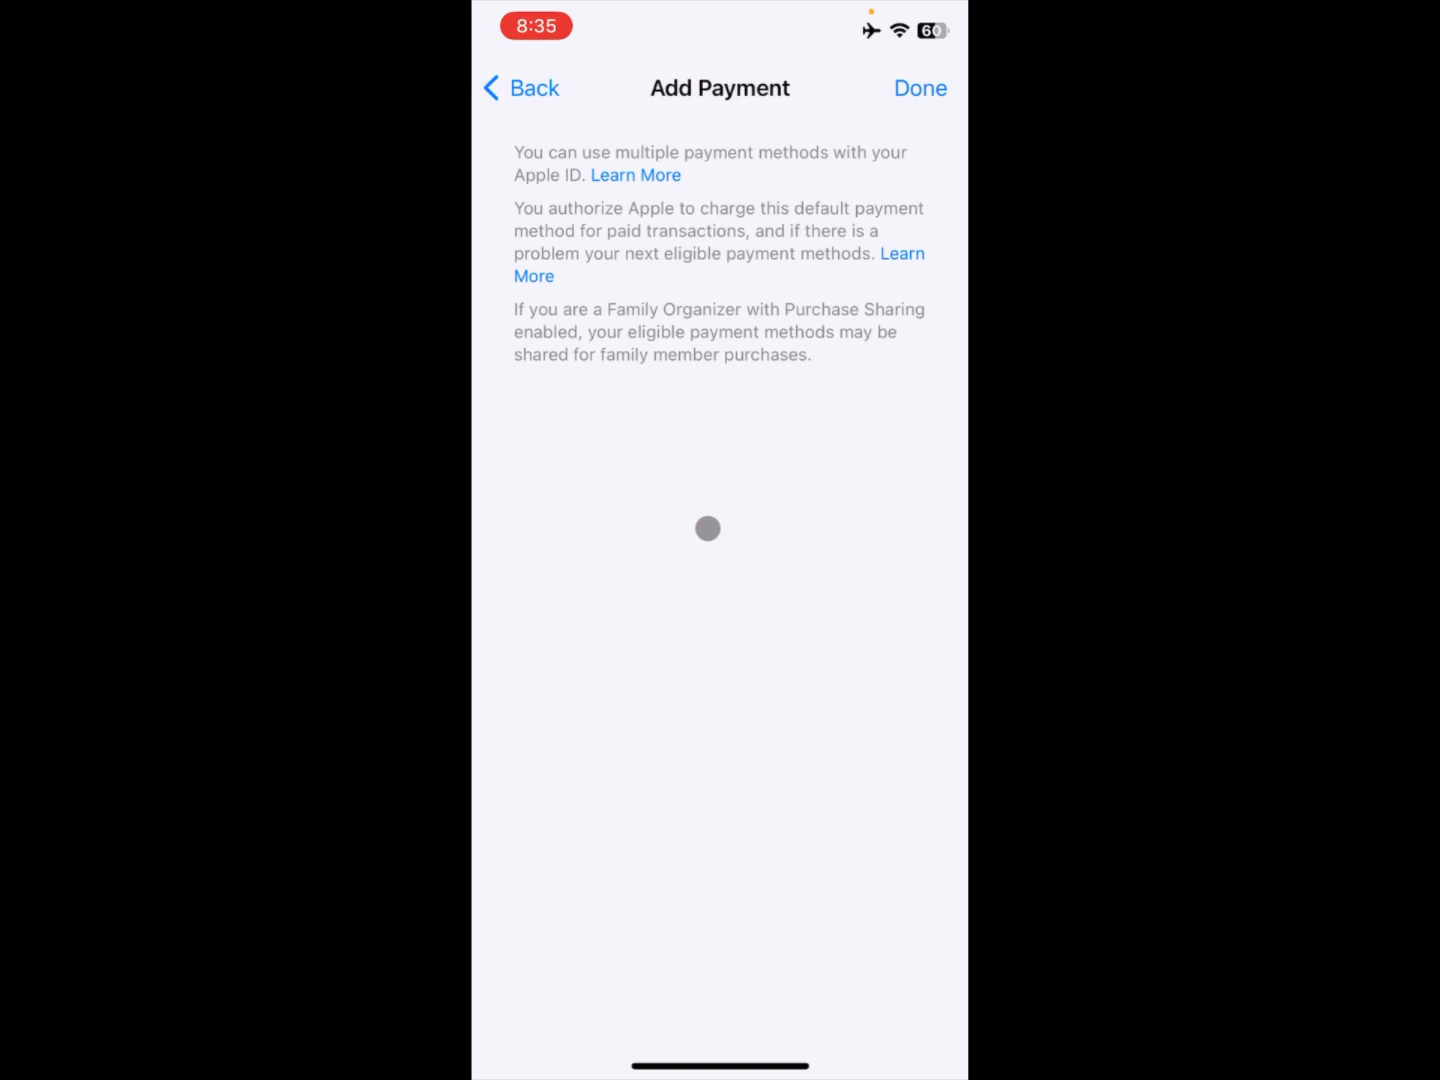 8:35
60
Back
Add Payment
Done
You can use multiple payment methods with your
Apple ID. Learn More
You authorize Apple to charge this default payment
method for paid transactions, and if there is a
problem your next eligible payment methods. Learn
More
If you are a Family Organizer with Purchase Sharing
enabled, your eligible payment methods may be
shared for family member purchases.